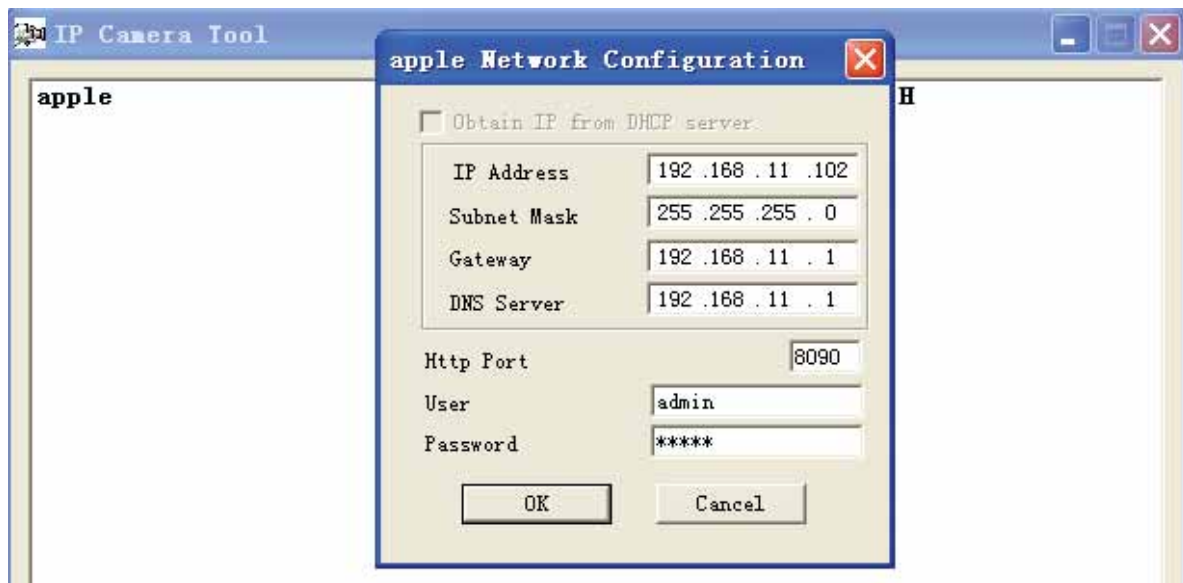 IP Camera Tool
apple Network Configuration
apple
H
Obtain IP from DHCP server
IP Address 192 .168 . 11 .102
Subnet Mask 255 .255 .255 . 0
Gateway 192 .168 . 11 . 1
DNS Server 192 .168 . 11 . 1
Http Port 8090
User admin
Password *****
OK Cancel